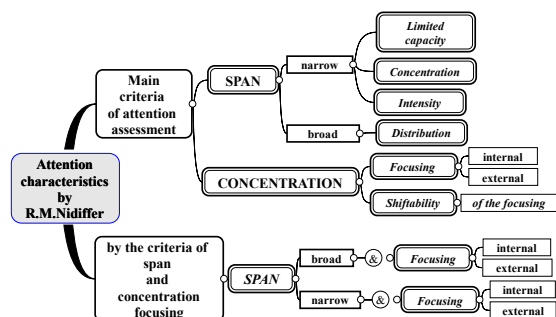 Attention
characteristics
by
R.M.Nidiffer
Main
criteria
of attention
assessment
SPAN
narrow
Limited
capacity
Concentration
Intensity
broad
Distribution
CONCENTRATION
Focusing
internal
external
Shiftability
of the focusing
by the criteria of
span
and
concentration
focusing
SPAN
broad
&
Focusing
internal
external
narrow
&
Focusing
internal
external